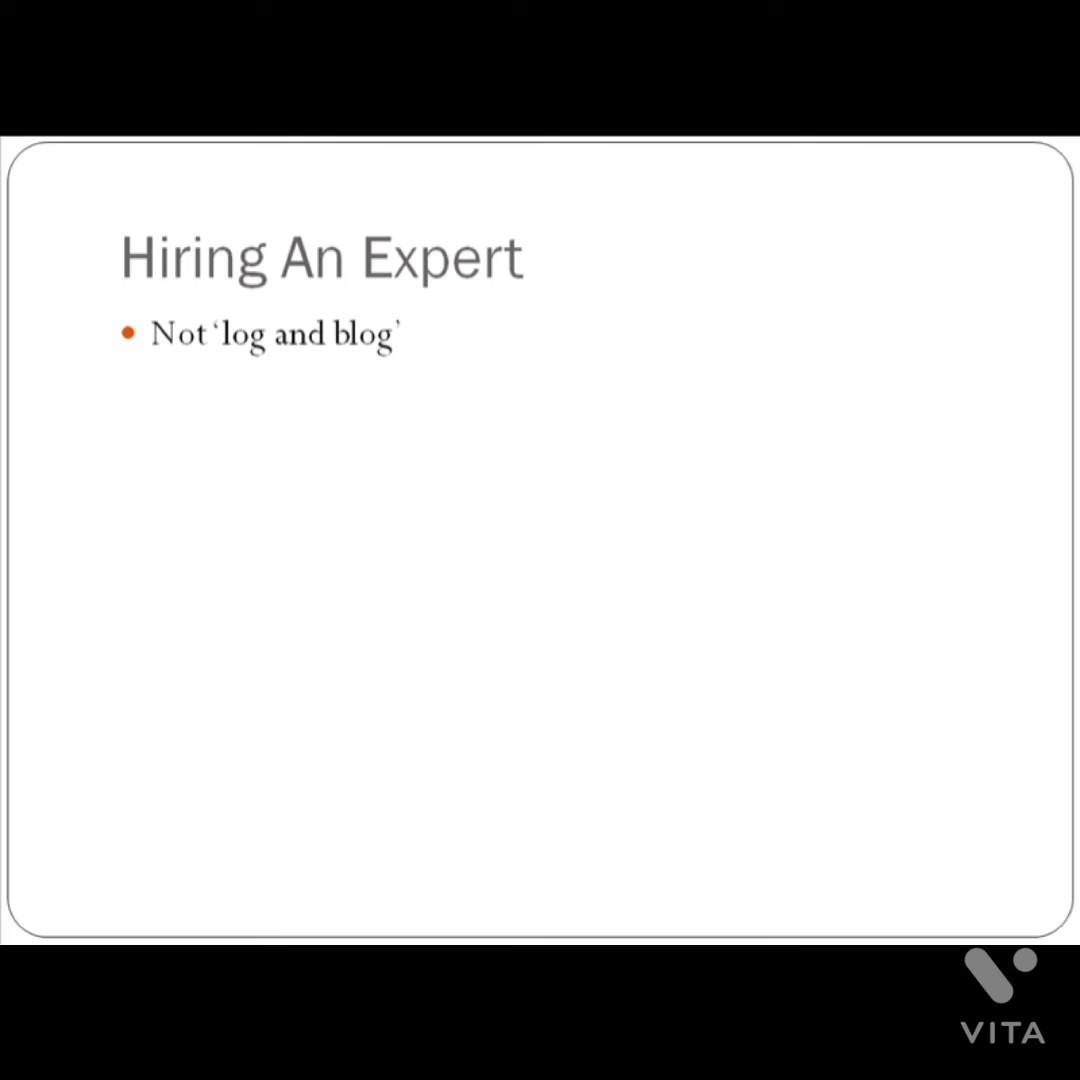 Hiring An Expert
• Not ‘log and blog’
VITA